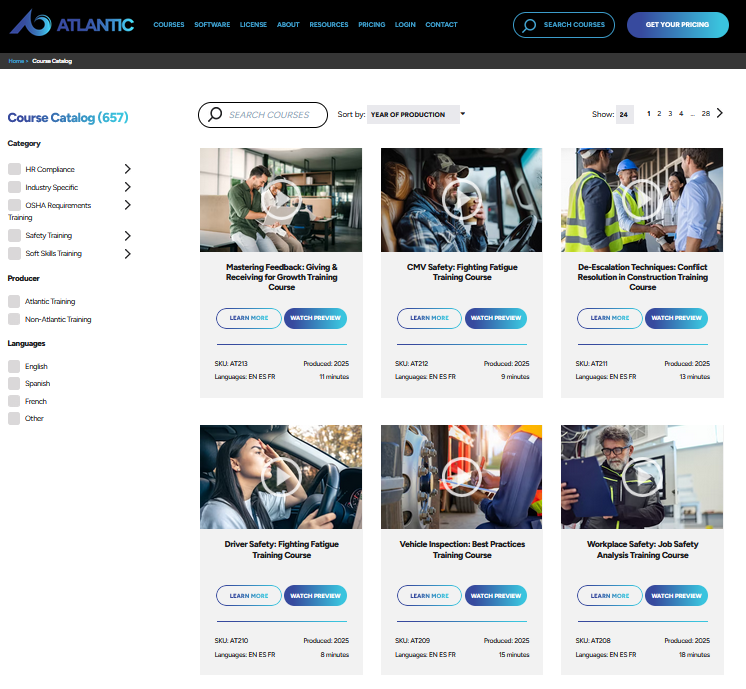 ATLANTIC
COURSES SOFTWARE LICENSE ABOUT RESOURCES PRICING LOGIN CONTACT
SEARCH COURSES
GET YOUR PRICING
Home > Course Catalog
Course Catalog (657)
Category
HR Compliance
Industry Specific
OSHA Requirements
Training
Safety Training
Soft Skills Training
Producer
Atlantic Training
Non-Atlantic Training
Languages
English
Spanish
French
Other
SEARCH COURSES
Sort by: YEAR OF PRODUCTION
Show: 24
1 2 3 4 ... 28
Mastering Feedback: Giving &
Receiving for Growth Training
Course
LEARN MORE WATCH PREVIEW
SKU: AT213 Produced: 2025
Languages: EN ES FR 11 minutes
CMV Safety: Fighting Fatigue
Training Course
LEARN MORE WATCH PREVIEW
SKU: AT212 Produced: 2025
Languages: EN ES FR 9 minutes
De-Escalation Techniques: Conflict
Resolution in Construction Training
Course
LEARN MORE WATCH PREVIEW
SKU: AT211 Produced: 2025
Languages: EN ES FR 13 minutes
Driver Safety: Fighting Fatigue
Training Course
LEARN MORE WATCH PREVIEW
SKU: AT210 Produced: 2025
Languages: EN ES FR 8 minutes
Vehicle Inspection: Best Practices
Training Course
LEARN MORE WATCH PREVIEW
SKU: AT209 Produced: 2025
Languages: EN ES FR 15 minutes
Workplace Safety: Job Safety
Analysis Training Course
LEARN MORE WATCH PREVIEW
SKU: AT208 Produced: 2025
Languages: EN ES FR 18 minutes